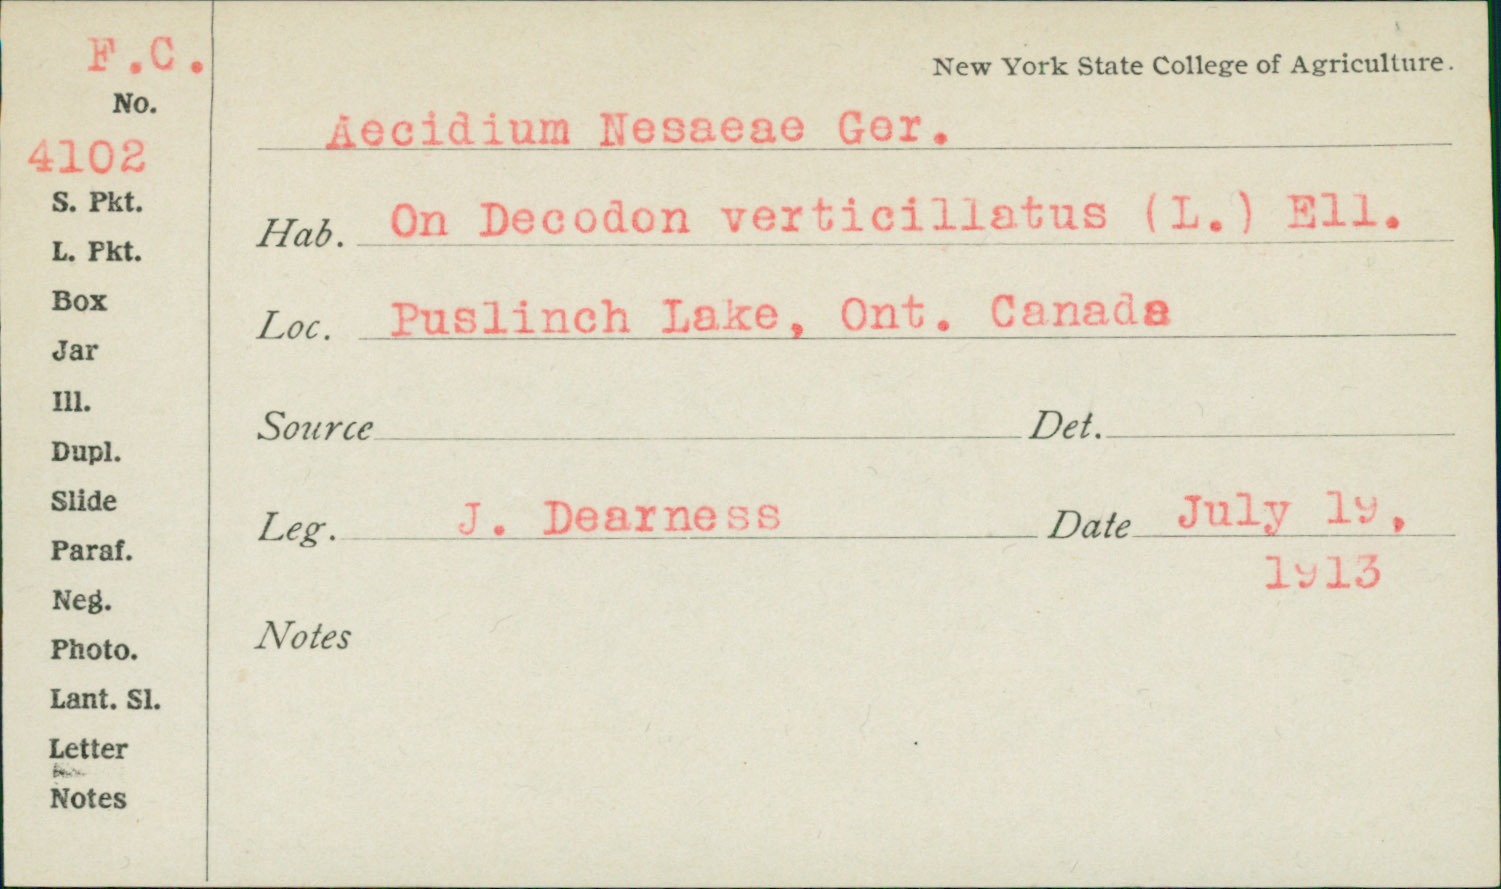 F.C.
No.
4102
S. Pkt.
L. Pkt.
Box
Jar
Ill.
Dupl.
Slide
Paraf.
Neg.
Photo.
Lant. Sl.
Letter
Notes
New York State College of Agriculture.
Aecidium Nesaeae Ger.
Hab. On Decodon verticillatus (L.) Ell.
Loc. Puslinch Lake, Ont. Canada
Source Det.
Leg. J. Dearness Date July 19,
1913
Notes